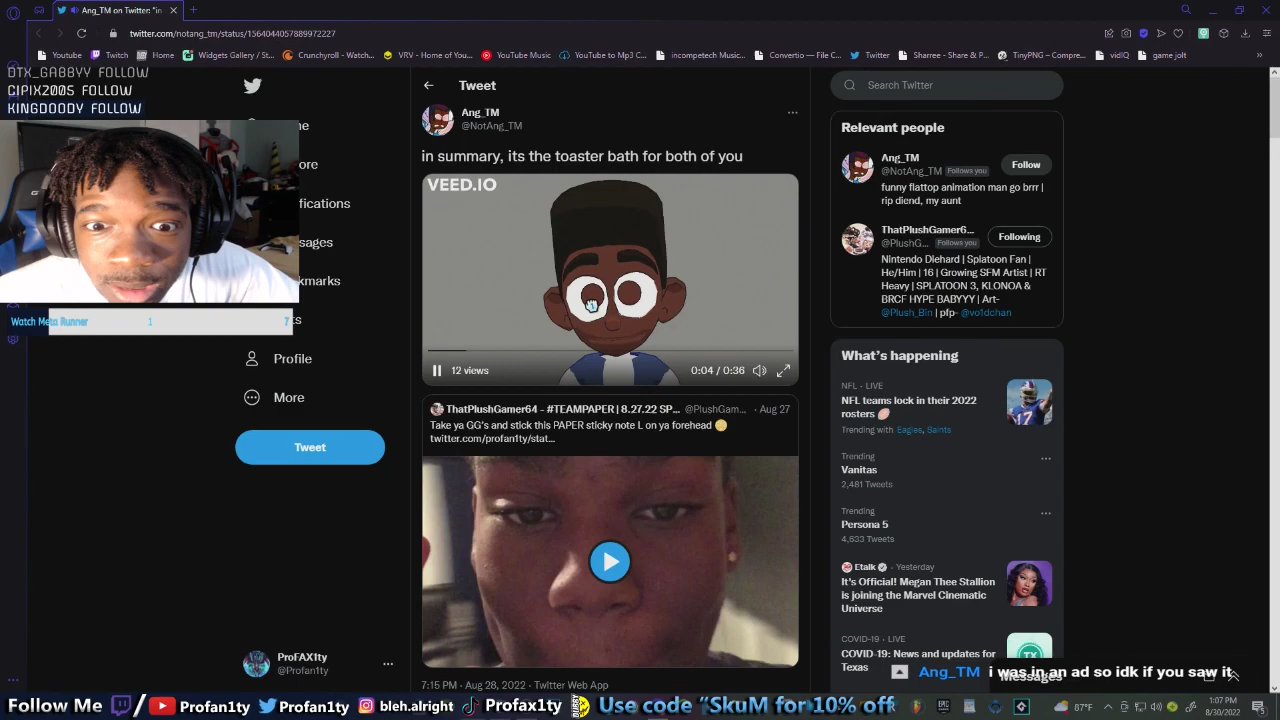 Ang_TM on Twitter: "in
twitter.com/notang_tm/status/1564044057889972227
Youtube
Home
Widgets Gallery / St...
Crunchyroll - Watch...
VRV - Home of Your...
YouTube Music
YouTube to Mp3 C...
incompetech Music...
Convertio — File C...
Twitter
Sharree - Share & P...
TinyPNG – Compre...
vidIQ
game jolt
DTX_GABBYY FOLLOW
CIPIX200S FOLLOW
KINGDOODY FOLLOW
Watch Meta Runner 1 7
Profile
More
Tweet
ProFAX1ty
@Profan1ty
Tweet
Ang_TM
@NotAng_TM
in summary, its the toaster bath for both of you
VEED.IO
12 views
0:04 / 0:36
ThatPlushGamer64 - #TEAMPAPER | 8.27.22 SP... @PlushGam... · Aug 27
Take ya GG's and stick this PAPER sticky note L on ya forehead
twitter.com/profan1ty/stat...
7:15 PM · Aug 28, 2022 · Twitter Web App
Search Twitter
Relevant people
Ang_TM
@NotAng_TM Follows you
Follow
funny flattop animation man go brrr |
rip diend, my aunt
ThatPlushGamer6...
@PlushG... Follows you
Following
Nintendo Diehard | Splatoon Fan |
He/Him | 16 | Growing SFM Artist | RT
Heavy | SPLATOON 3, KLONOA &
BRCF HYPE BABYYY | Art-
@Plush_Bin | pfp- @vo1dchan
What's happening
NFL · LIVE
NFL teams lock in their 2022
rosters
Trending with Eagles, Saints
Trending
Vanitas
2,481 Tweets
Trending
Persona 5
4,633 Tweets
Etalk · Yesterday
It's Official! Megan Thee Stallion
is joining the Marvel Cinematic
Universe
COVID-19 · LIVE
COVID-19: News and updates for
Texas
Messages
Ang_TM i was in an ad so idk if you saw it
Follow Me / Profan1ty Profan1ty bleh.alright Profax1ty Use code "SkuM for 10% off
87°F
1:07 PM
8/30/2022